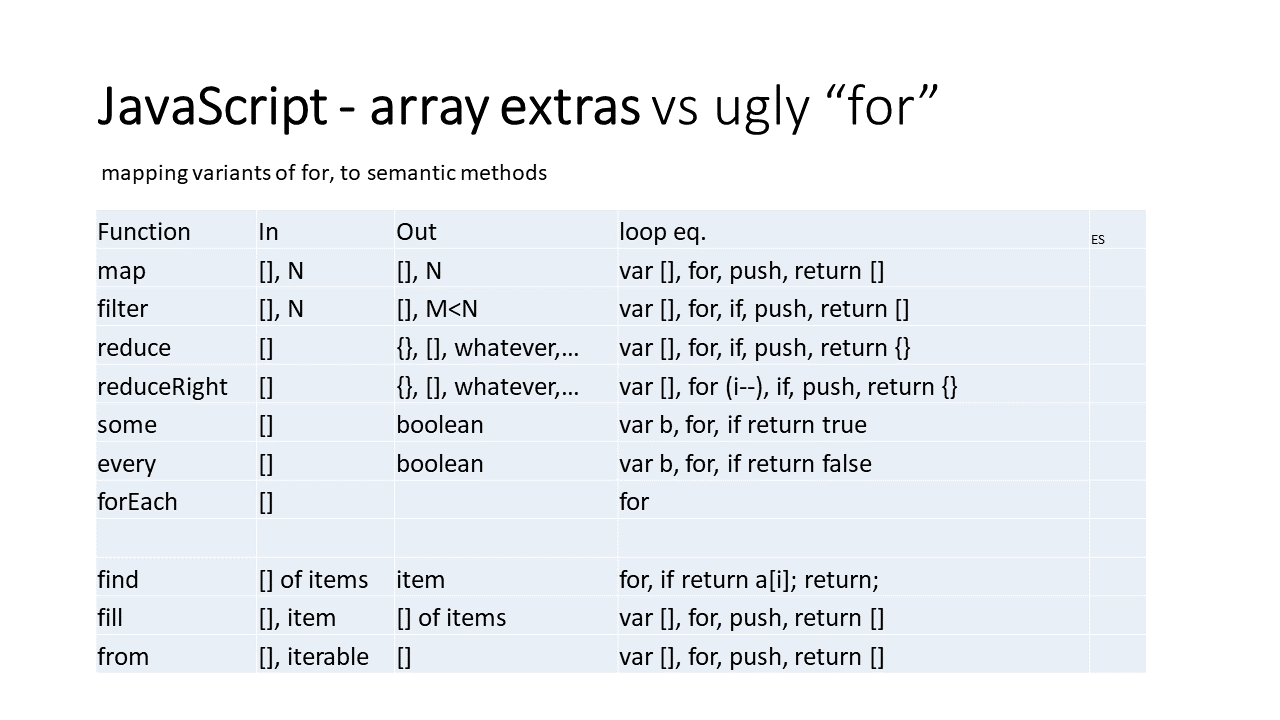 JavaScript - array extras vs ugly “for”
mapping variants of for, to semantic methods
Function In Out loop eq. ES
map [], N [], N var [], for, push, return []
filter [], N [], M<N var [], for, if, push, return []
reduce [] {}, [], whatever,... var [], for, if, push, return {}
reduceRight [] {}, [], whatever,... var [], for (i--), if, push, return {}
some [] boolean var b, for, if return true
every [] boolean var b, for, if return false
forEach [] for
find [] of items item for, if return a[i]; return;
fill [], item [] of items var [], for, push, return []
from [], iterable [] var [], for, push, return []